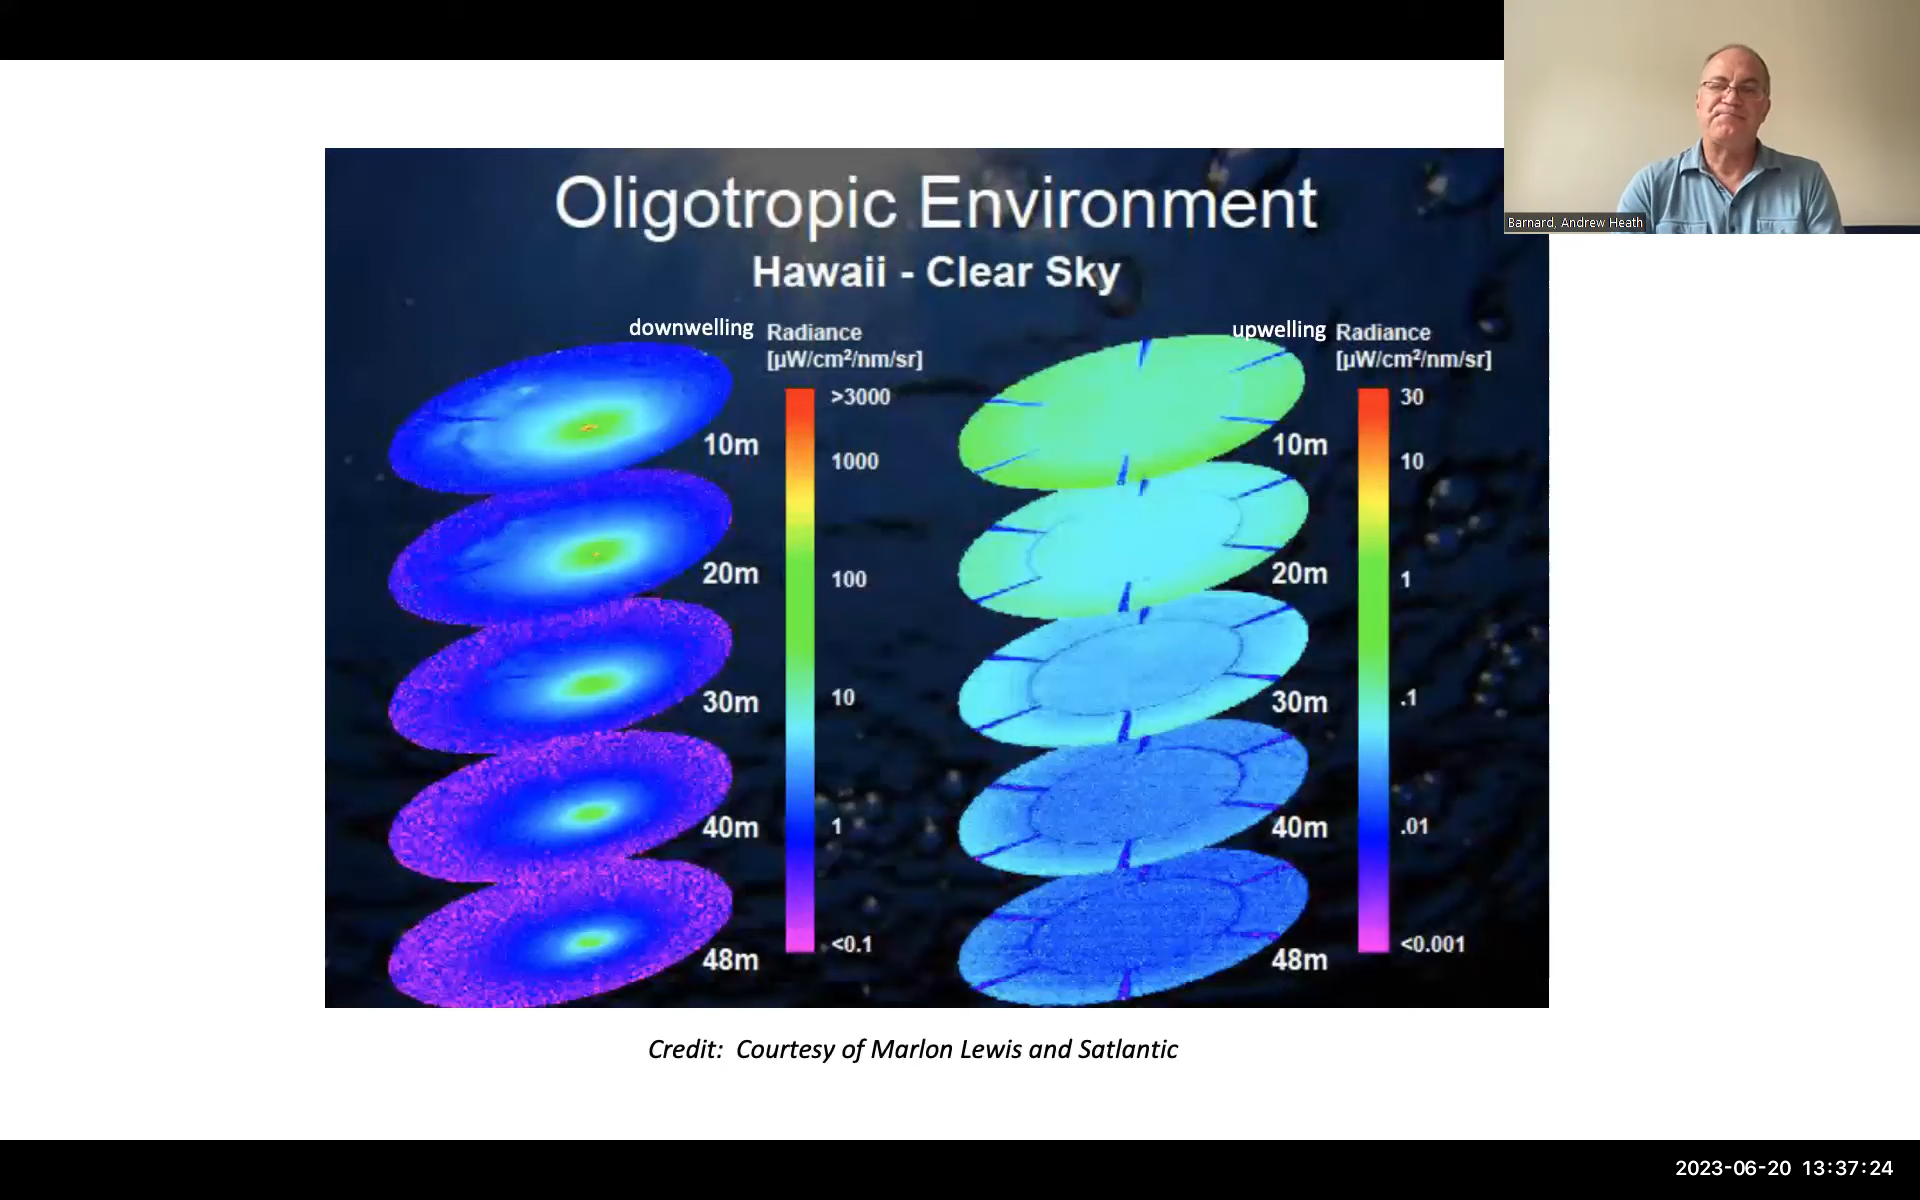 Oligotropic Environment
Hawaii - Clear Sky
downwelling
Radiance
[µW/cm²/nm/sr]
>3000
1000
100
10
1
<0.1
10m
20m
30m
40m
48m
upwelling
Radiance
[µW/cm²/nm/sr]
30
10
1
.1
.01
<0.001
10m
20m
30m
40m
48m
Credit: Courtesy of Marlon Lewis and Satlantic
Barnard, Andrew Heath
2023-06-20 13:37:24